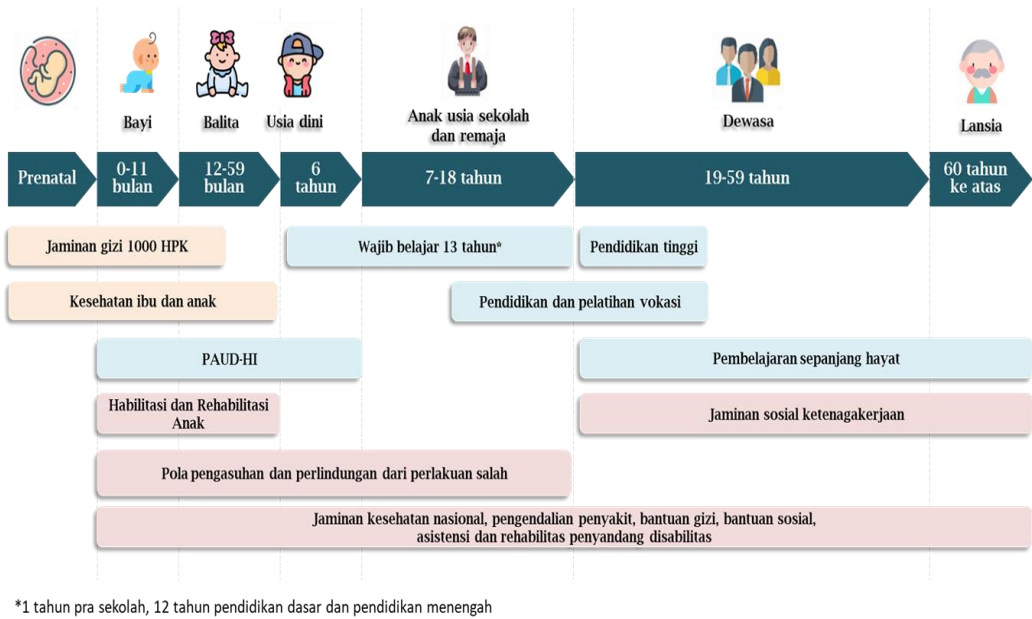 Bayi
Balita
Usia dini
Anak usia sekolah
dan remaja
Dewasa
Lansia
Prenatal
0-11
bulan
12-59
bulan
6
tahun
7-18 tahun
19-59 tahun
60 tahun
ke atas
Jaminan gizi 1000 HPK
Wajib belajar 13 tahun*
Pendidikan tinggi
Kesehatan ibu dan anak
Pendidikan dan pelatihan vokasi
PAUD-HI
Pembelajaran sepanjang hayat
Habilitasi dan Rehabilitasi
Anak
Jaminan sosial ketenagakerjaan
Pola pengasuhan dan perlindungan dari perlakuan salah
Jaminan kesehatan nasional, pengendalian penyakit, bantuan gizi, bantuan sosial,
asistensi dan rehabilitas penyandang disabilitas
*1 tahun pra sekolah, 12 tahun pendidikan dasar dan pendidikan menengah